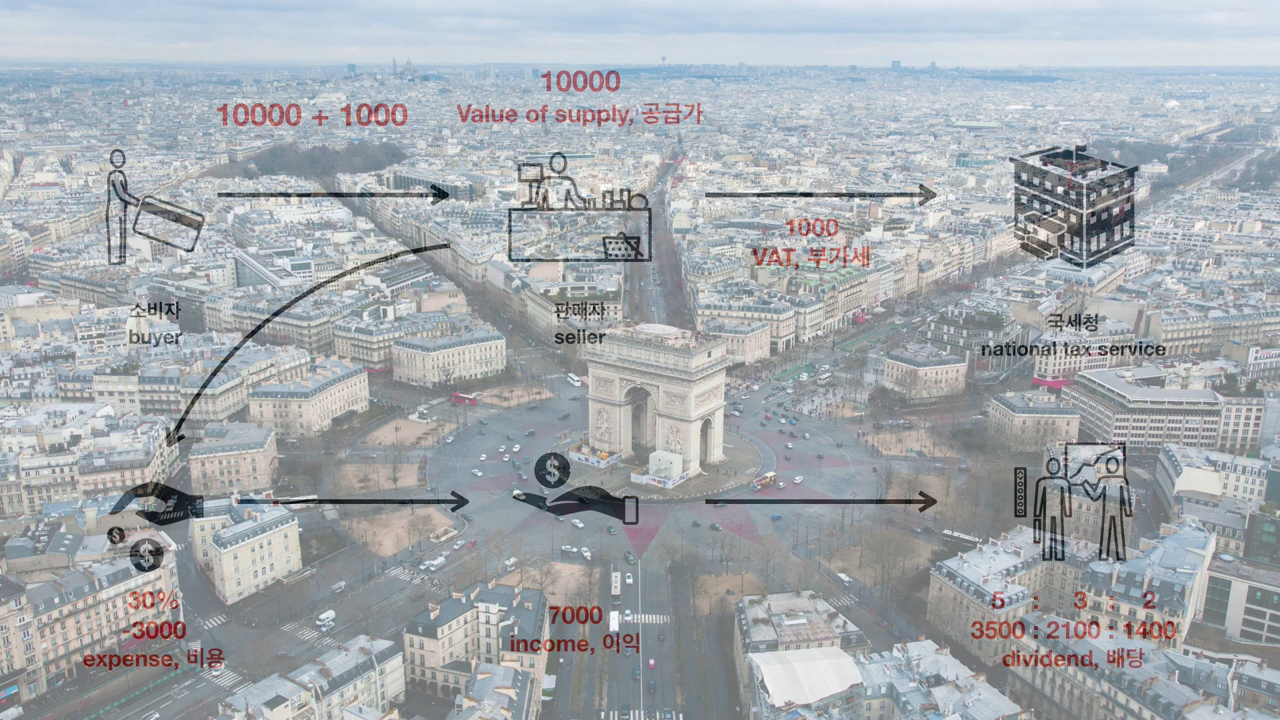 10000
10000 + 1000
Value of supply, 공급가
1000
VAT, 부가세
소비자
buyer
판매자
seller
국세청
national tax service
$
$
$
30%
-3000
expense, 비용
7000
income, 이익
5 : 3 : 2
3500 : 2100 : 1400
dividend, 배당